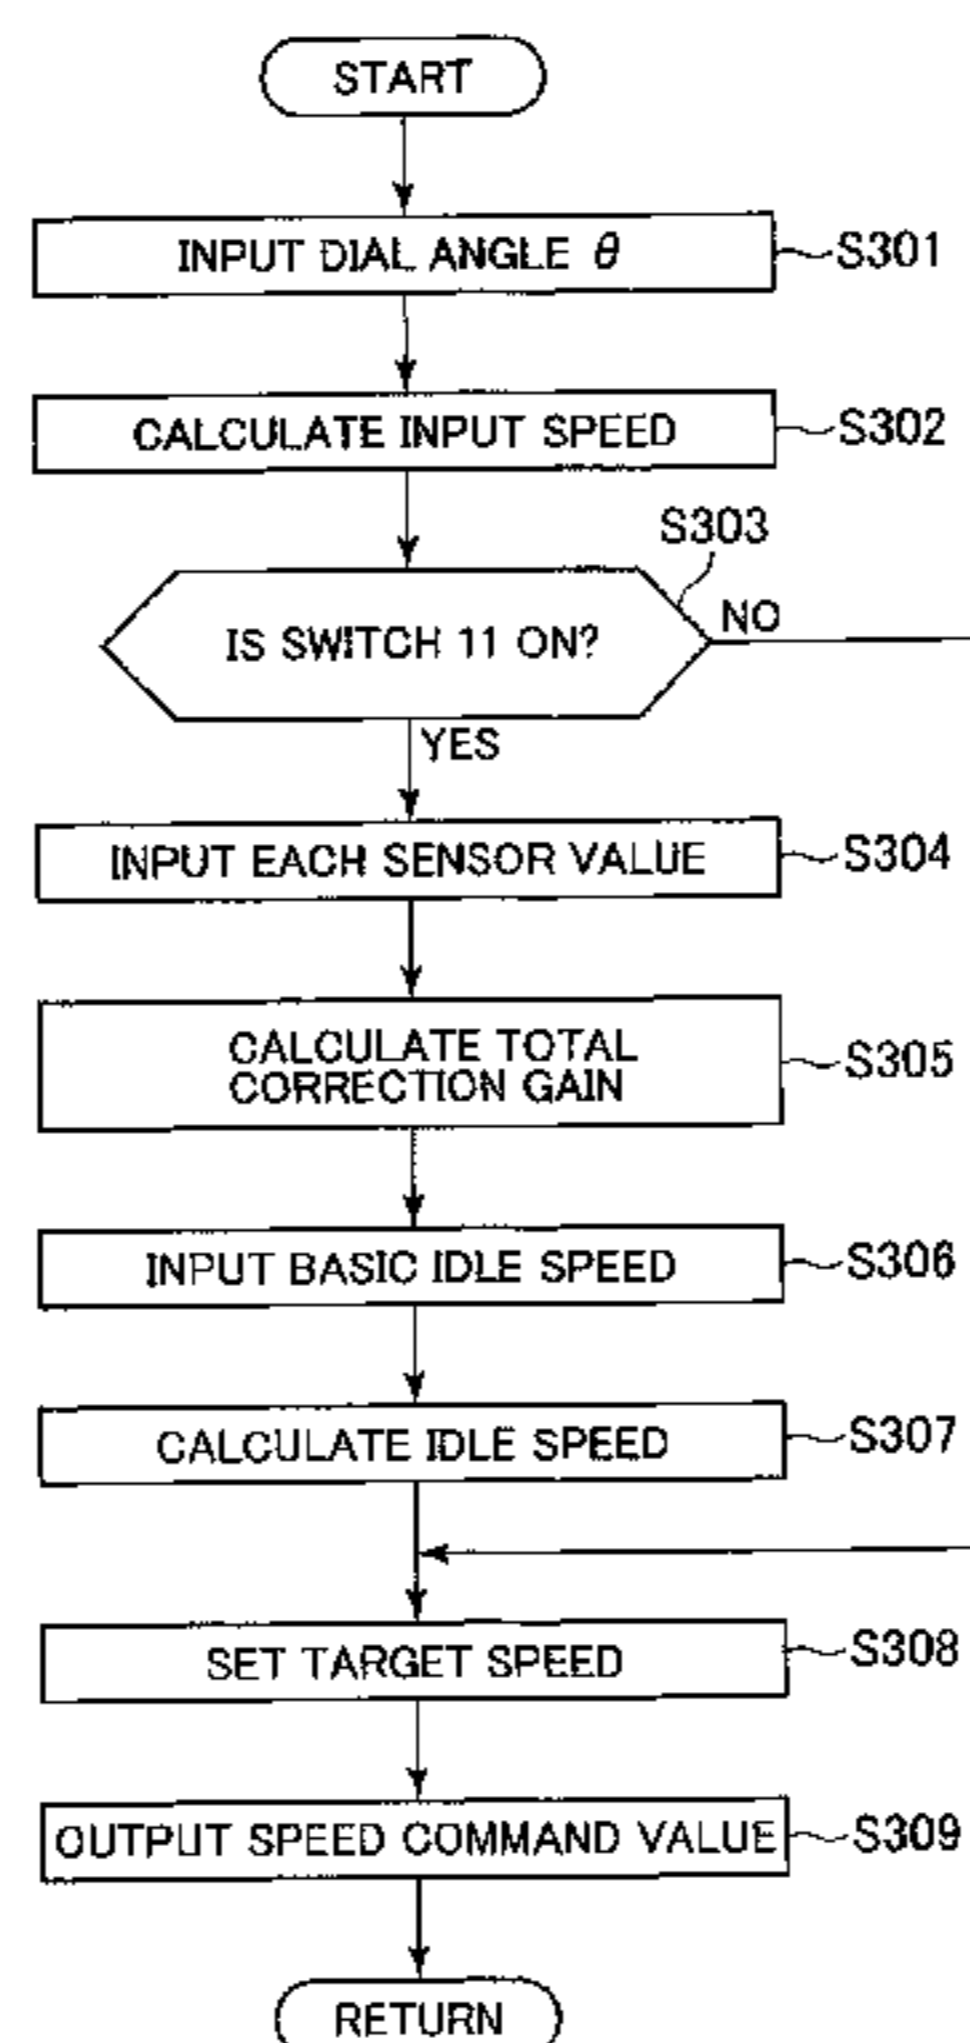 START
INPUT DIAL ANGLE θ
S301
CALCULATE INPUT SPEED
S302
S303
IS SWITCH 11 ON?
NO
YES
INPUT EACH SENSOR VALUE
S304
CALCULATE TOTAL
CORRECTION GAIN
S305
INPUT BASIC IDLE SPEED
S306
CALCULATE IDLE SPEED
S307
SET TARGET SPEED
S308
OUTPUT SPEED COMMAND VALUE
S309
RETURN